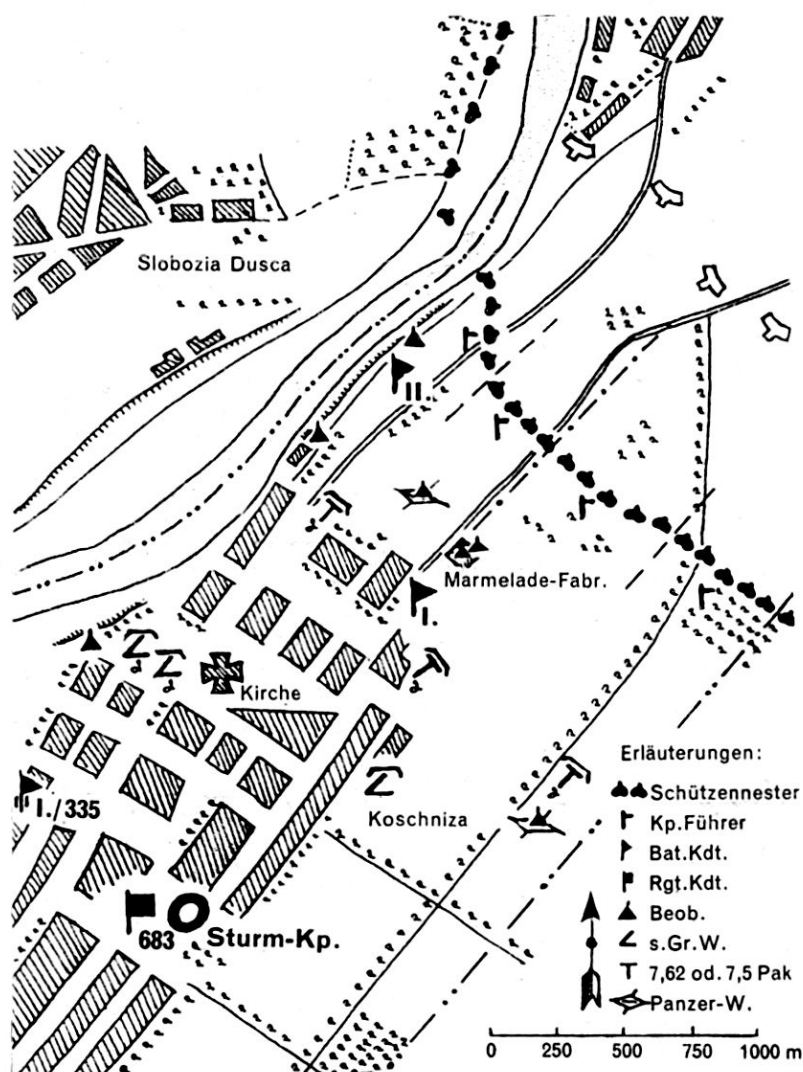 Slobozia Dusca
II.
Marmelade-Fabr.
I.
Kirche
I./335
Koschniza
683 Sturm-Kp.
Erläuterungen:
Schützennester
Kp.Führer
Bat.Kdt.
Rgt.Kdt.
Beob.
s.Gr.W.
7,62 od. 7,5 Pak
Panzer-W.
0 250 500 750 1000 m